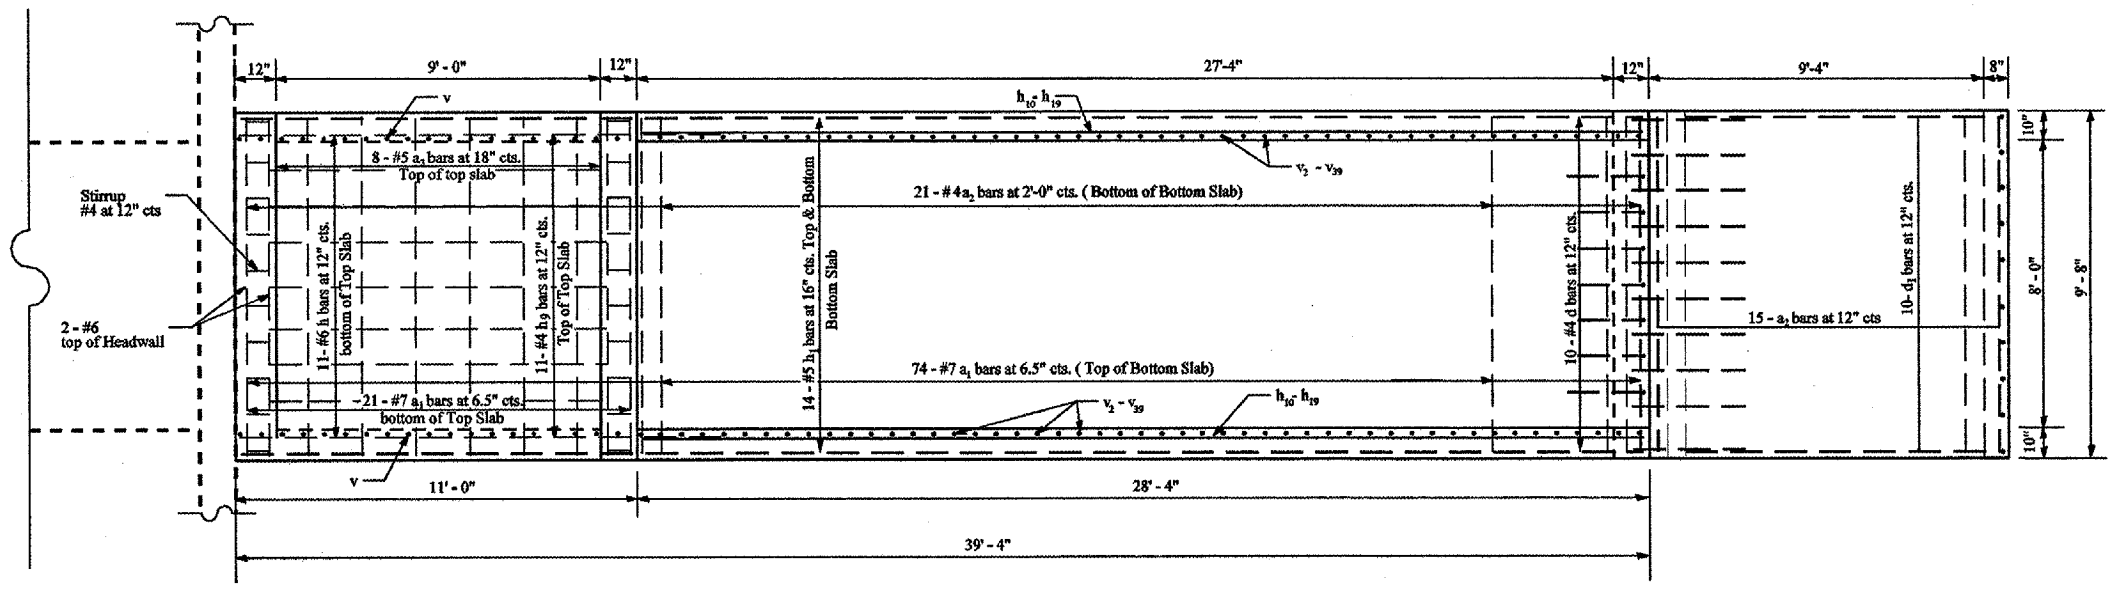 12" 9' - 0" 12" 27'-4" 12" 9'-4" 8"
v
h10- h19
10"
8 - #5 a3 bars at 18" cts.
Top of top slab
v2 - v39
Stirrup
#4 at 12" cts
21 - #4 a2 bars at 2'-0" cts. ( Bottom of Bottom Slab)
11- #6 h bars at 12" cts.
bottom of Top Slab
11- #4 h9 bars at 12" cts.
Top of Top Slab
14 - #5 h1 bars at 16" cts. Top & Bottom
Bottom Slab
10 - #4 d bars at 12" cts.
10- d1 bars at 12" cts.
8' - 0"
9' - 8"
2 - #6
top of Headwall
15 - a2 bars at 12" cts
74 - #7 a1 bars at 6.5" cts. ( Top of Bottom Slab)
21 - #7 a1 bars at 6.5" cts.
bottom of Top Slab
v2 - v39
h10- h19
10"
v
11' - 0" 28' - 4"
39' - 4"